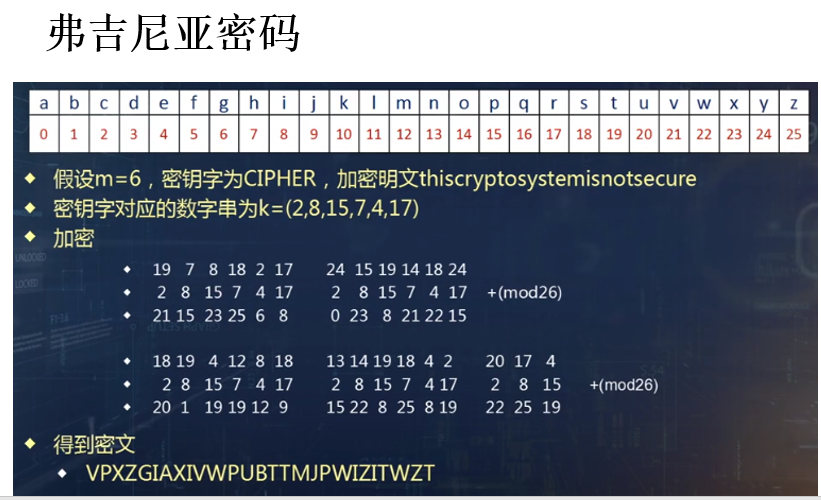 弗吉尼亚密码
a b c d e f g h i j k l m n o p q r s t u v w x y z
0 1 2 3 4 5 6 7 8 9 10 11 12 13 14 15 16 17 18 19 20 21 22 23 24 25
假设m=6，密钥字为CIPHER，加密明文thiscryptosystemisnotsecure
密钥字对应的数字串为k=(2,8,15,7,4,17)
加密
19 7 8 18 2 17 24 15 19 14 18 24
2 8 15 7 4 17 2 8 15 7 4 17 +(mod26)
21 15 23 25 6 8 0 23 8 21 22 15
18 19 4 12 8 18 13 14 19 18 4 2 20 17 4
2 8 15 7 4 17 2 8 15 7 4 17 2 8 15 +(mod26)
20 1 19 19 12 9 15 22 8 25 8 19 22 25 19
得到密文
VPXZGIAXIVWPUBTTMJPWIZITWZT
UNLOCKED
LOCKED